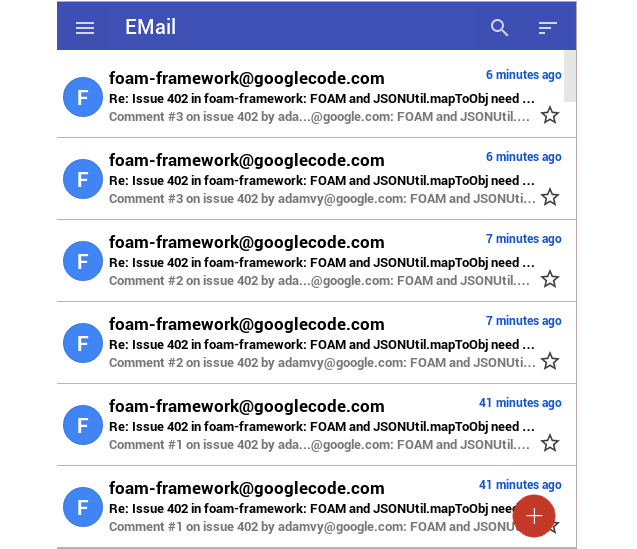 EMail
foam-framework@googlecode.com 6 minutes ago
F
Re: Issue 402 in foam-framework: FOAM and JSONUtil.mapToObj need ...
Comment #3 on issue 402 by ada...@google.com: FOAM and JSONUtil....
foam-framework@googlecode.com 6 minutes ago
F
Re: Issue 402 in foam-framework: FOAM and JSONUtil.mapToObj need ...
Comment #3 on issue 402 by adamvy@google.com: FOAM and JSONUti...
foam-framework@googlecode.com 7 minutes ago
F
Re: Issue 402 in foam-framework: FOAM and JSONUtil.mapToObj need ...
Comment #2 on issue 402 by ada...@google.com: FOAM and JSONUtil....
foam-framework@googlecode.com 7 minutes ago
F
Re: Issue 402 in foam-framework: FOAM and JSONUtil.mapToObj need ...
Comment #2 on issue 402 by adamvy@google.com: FOAM and JSONUti...
foam-framework@googlecode.com 41 minutes ago
F
Re: Issue 402 in foam-framework: FOAM and JSONUtil.mapToObj need ...
Comment #1 on issue 402 by ada...@google.com: FOAM and JSONUtil....
foam-framework@googlecode.com 41 minutes ago
F
Re: Issue 402 in foam-framework: FOAM and JSONUtil.mapToObj
Comment #1 on issue 402 by adamvy@google.com: FOAM and JSONU